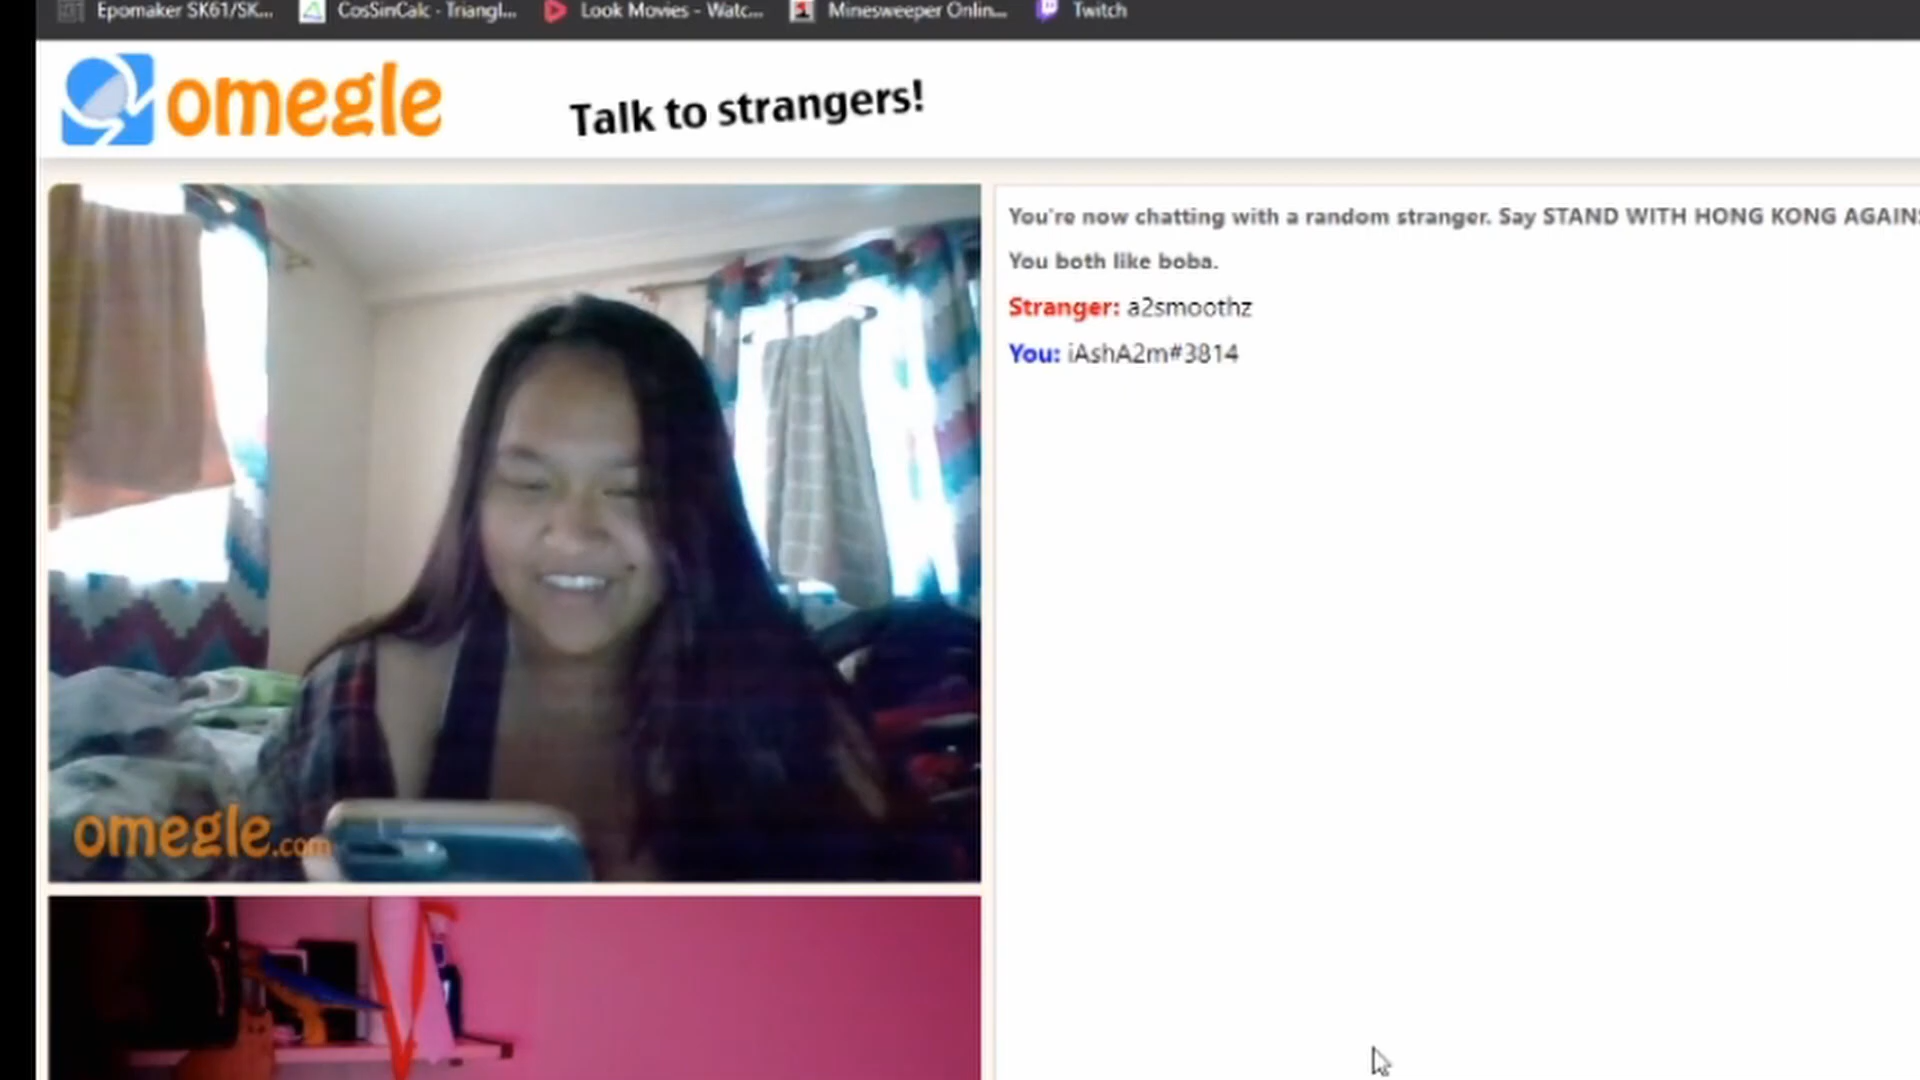 Epomaker SK61/SK...
CosSinCalc - Triangl...
Look Movies - Watc...
Minesweeper Onlin...
Twitch
omegle
Talk to strangers!
You're now chatting with a random stranger. Say STAND WITH HONG KONG AGAINS
You both like boba.
Stranger: a2smoothz
You: iAshA2m#3814
omegle.com